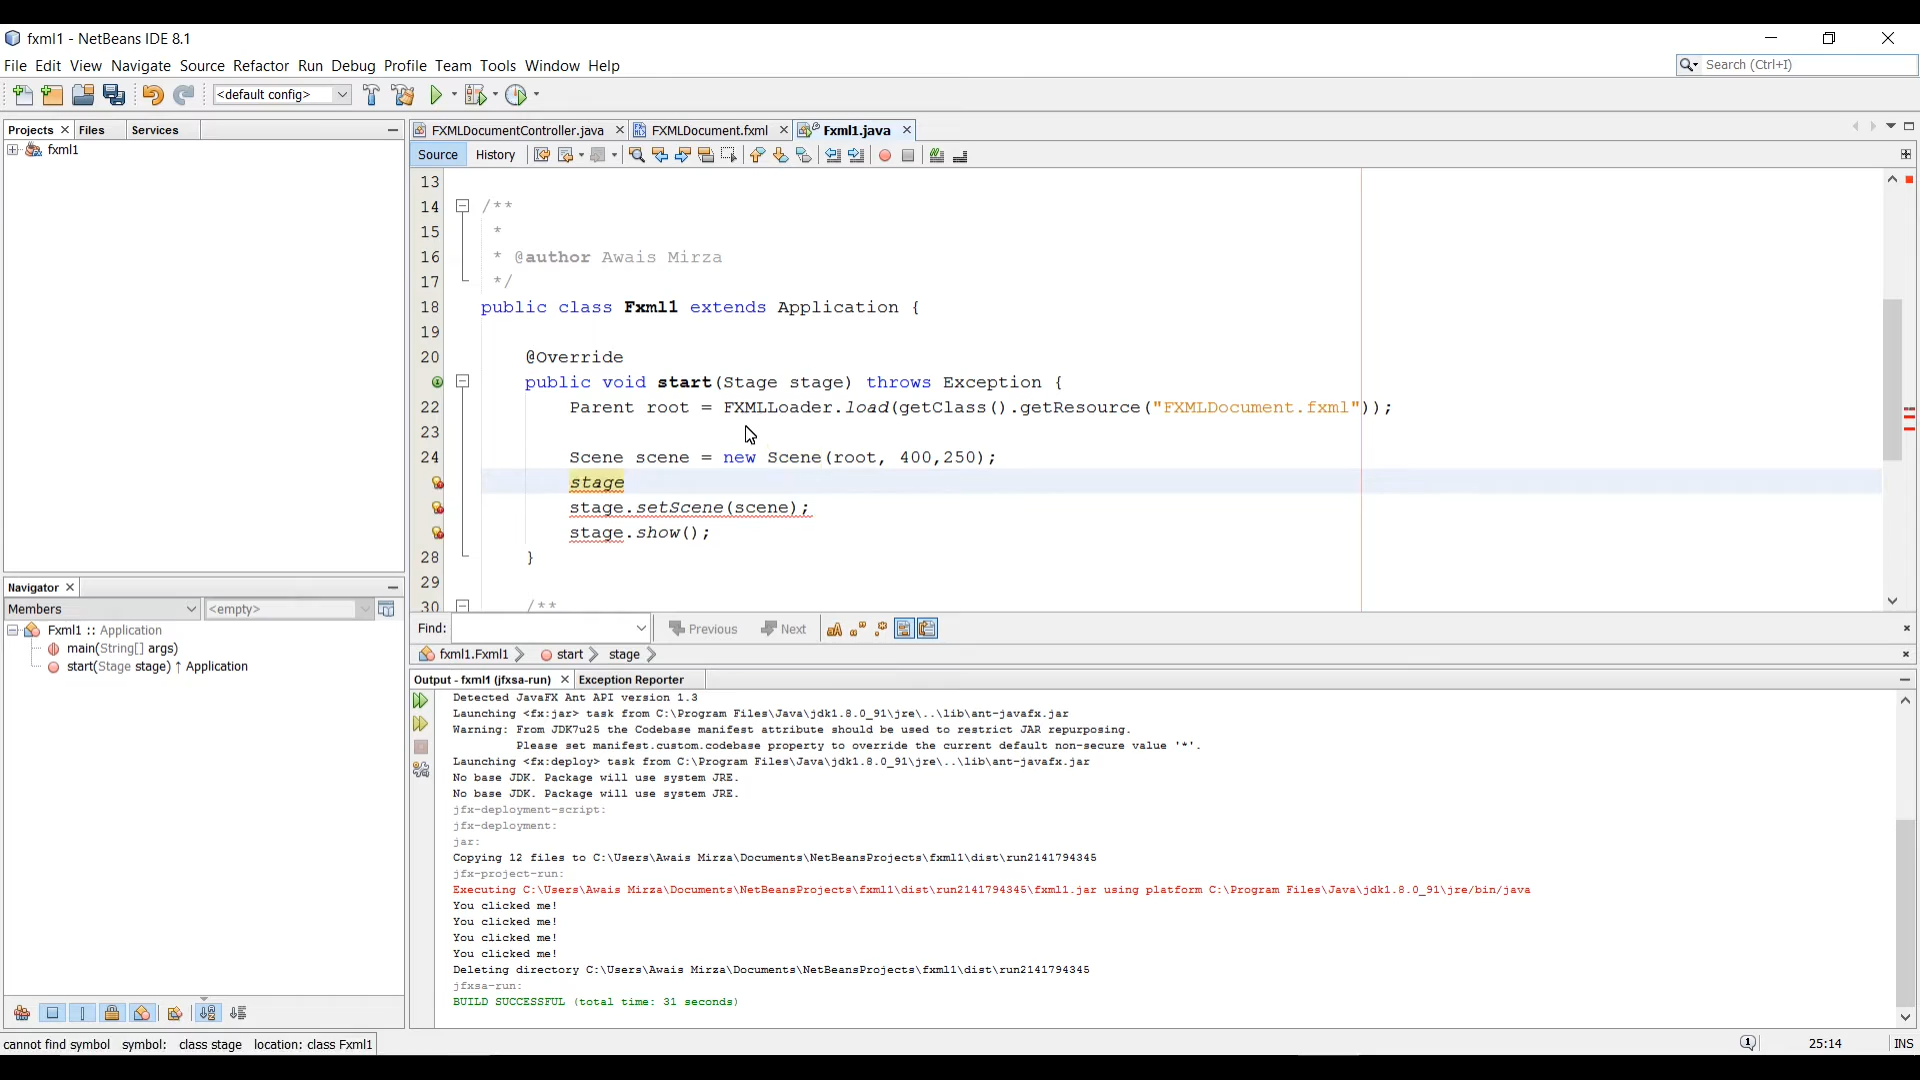 fxml1 - NetBeans IDE 8.1
File Edit View Navigate Source Refactor Run Debug Profile Team Tools Window Help
Search (Ctrl+I)
<default config>
Projects Files Services
FXMLDocumentController.java FXMLDocument.fxml Fxml1.java
fxml1
Source History
13
14 /**
15 *
16 * @author Awais Mirza
17 */
18 public class Fxml1 extends Application {
19
20 @Override
public void start(Stage stage) throws Exception {
22 Parent root = FXMLLoader.load(getClass().getResource("FXMLDocument.fxml"));
23
24 Scene scene = new Scene(root, 400,250);
stage
stage.setScene(scene);
stage.show();
28 }
29
30 /**
Find: Previous Next
fxml1.Fxml1 start stage
Navigator
Members <empty>
Fxml1 :: Application
main(String[] args)
start(Stage stage) ↑ Application
Output - fxml1 (jfxsa-run) Exception Reporter
Detected JavaFX Ant API version 1.3
Launching <fx:jar> task from C:\Program Files\Java\jdk1.8.0_91\jre\..\lib\ant-javafx.jar
Warning: From JDK7u25 the Codebase manifest attribute should be used to restrict JAR repurposing.
Please set manifest.custom.codebase property to override the current default non-secure value '*'.
Launching <fx:deploy> task from C:\Program Files\Java\jdk1.8.0_91\jre\..\lib\ant-javafx.jar
No base JDK. Package will use system JRE.
No base JDK. Package will use system JRE.
jfx-deployment-script:
jfx-deployment:
jar:
Copying 12 files to C:\Users\Awais Mirza\Documents\NetBeansProjects\fxml1\dist\run2141794345
jfx-project-run:
Executing C:\Users\Awais Mirza\Documents\NetBeansProjects\fxml1\dist\run2141794345\fxml1.jar using platform C:\Program Files\Java\jdk1.8.0_91\jre/bin/java
You clicked me!
You clicked me!
You clicked me!
You clicked me!
Deleting directory C:\Users\Awais Mirza\Documents\NetBeansProjects\fxml1\dist\run2141794345
jfxsa-run:
BUILD SUCCESSFUL (total time: 31 seconds)
cannot find symbol symbol: class stage location: class Fxml1
25:14 INS